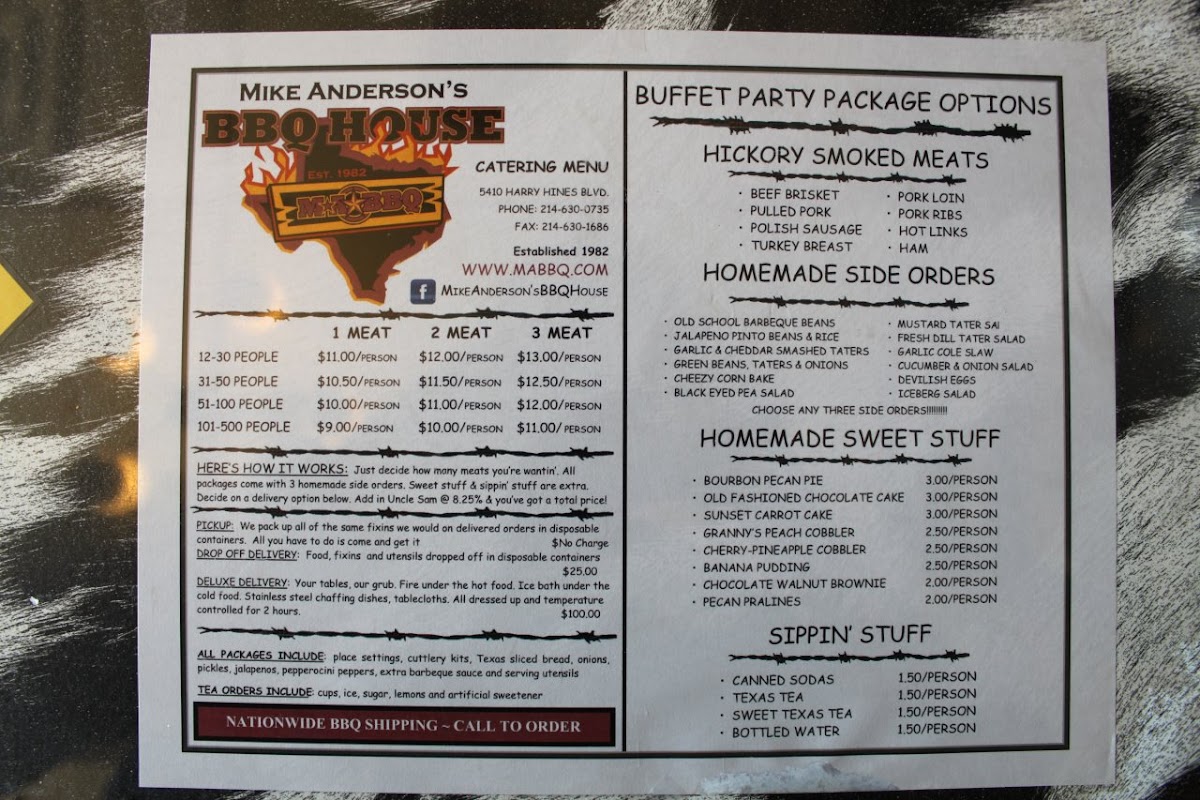 MIKE ANDERSON'S
BBQ HOUSE
EST. 1982
M·A BBQ
CATERING MENU
5410 HARRY HINES BLVD.
PHONE: 214-630-0735
FAX: 214-630-1686
Established 1982
WWW.MABBQ.COM
f MIKEANDERSON'SBBQHOUSE
1 MEAT 2 MEAT 3 MEAT
12-30 PEOPLE $11.00/PERSON $12.00/PERSON $13.00/PERSON
31-50 PEOPLE $10.50/PERSON $11.50/PERSON $12.50/PERSON
51-100 PEOPLE $10.00/PERSON $11.00/PERSON $12.00/PERSON
101-500 PEOPLE $9.00/PERSON $10.00/PERSON $11.00/PERSON
HERE'S HOW IT WORKS: Just decide how many meats you're wantin'. All
packages come with 3 homemade side orders. Sweet stuff & sippin' stuff are extra.
Decide on a delivery option below. Add in Uncle Sam @ 8.25% & you've got a total price!
PICKUP: We pack up all of the same fixins we would on delivered orders in disposable
containers. All you have to do is come and get it $No Charge
DROP OFF DELIVERY: Food, fixins and utensils dropped off in disposable containers
$25.00
DELUXE DELIVERY: Your tables, our grub. Fire under the hot food. Ice bath under the
cold food. Stainless steel chaffing dishes, tablecloths. All dressed up and temperature
controlled for 2 hours. $100.00
ALL PACKAGES INCLUDE: place settings, cuttlery kits, Texas sliced bread, onions,
pickles, jalapenos, pepperocini peppers, extra barbeque sauce and serving utensils
TEA ORDERS INCLUDE: cups, ice, sugar, lemons and artificial sweetener
NATIONWIDE BBQ SHIPPING ~ CALL TO ORDER
BUFFET PARTY PACKAGE OPTIONS
HICKORY SMOKED MEATS
· BEEF BRISKET
· PULLED PORK
· POLISH SAUSAGE
· TURKEY BREAST
· PORK LOIN
· PORK RIBS
· HOT LINKS
· HAM
HOMEMADE SIDE ORDERS
· OLD SCHOOL BARBEQUE BEANS
· JALAPENO PINTO BEANS & RICE
· GARLIC & CHEDDAR SMASHED TATERS
· GREEN BEANS, TATERS & ONIONS
· CHEEZY CORN BAKE
· BLACK EYED PEA SALAD
· MUSTARD TATER SAl
· FRESH DILL TATER SALAD
· GARLIC COLE SLAW
· CUCUMBER & ONION SALAD
· DEVILISH EGGS
· ICEBERG SALAD
CHOOSE ANY THREE SIDE ORDERS!!!!!!!!!
HOMEMADE SWEET STUFF
· BOURBON PECAN PIE 3.00/PERSON
· OLD FASHIONED CHOCOLATE CAKE 3.00/PERSON
· SUNSET CARROT CAKE 3.00/PERSON
· GRANNY'S PEACH COBBLER 2.50/PERSON
· CHERRY-PINEAPPLE COBBLER 2.50/PERSON
· BANANA PUDDING 2.50/PERSON
· CHOCOLATE WALNUT BROWNIE 2.00/PERSON
· PECAN PRALINES 2.00/PERSON
SIPPIN' STUFF
· CANNED SODAS 1.50/PERSON
· TEXAS TEA 1.50/PERSON
· SWEET TEXAS TEA 1.50/PERSON
· BOTTLED WATER 1.50/PERSON